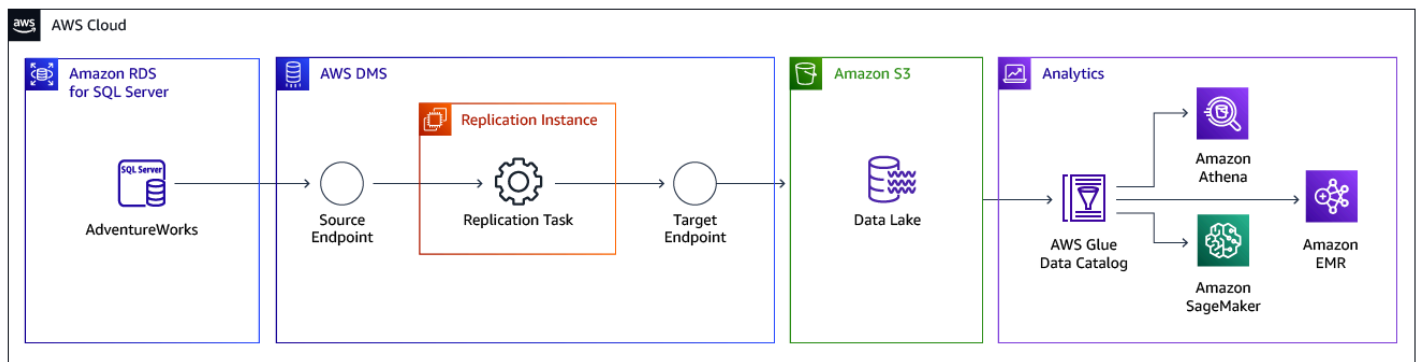 aws
AWS Cloud
Amazon RDS
for SQL Server
SQL Server
AdventureWorks
AWS DMS
Source
Endpoint
Replication Instance
Replication Task
Target
Endpoint
Amazon S3
Data Lake
Analytics
AWS Glue
Data Catalog
Amazon
Athena
Amazon
SageMaker
Amazon
EMR